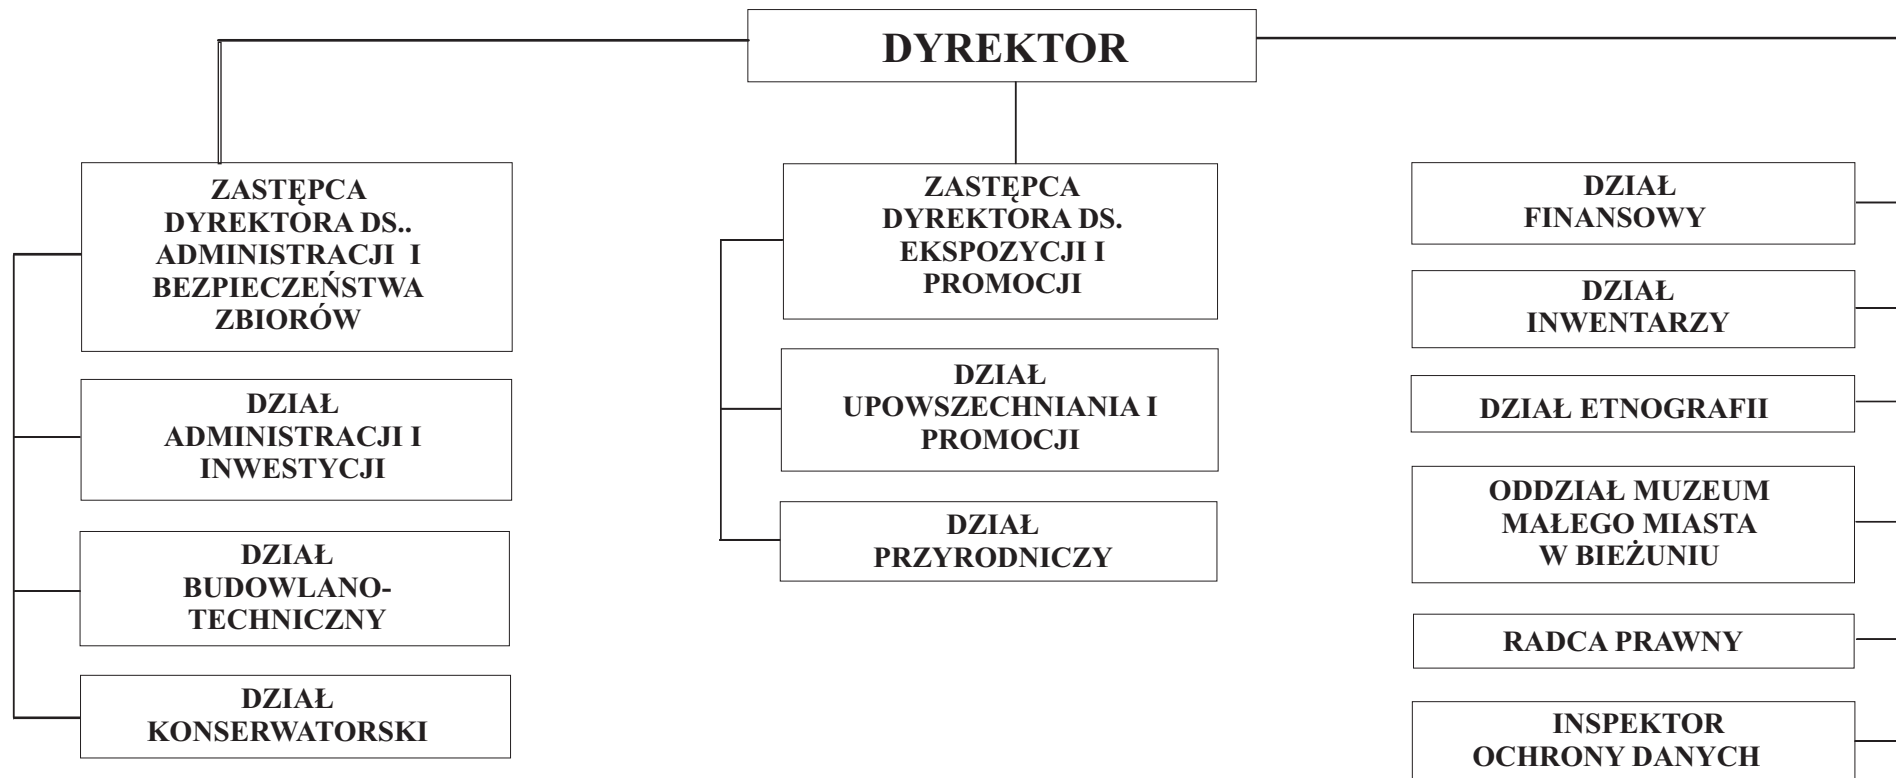 DYREKTOR
ZASTĘPCA
DYREKTORA DS..
ADMINISTRACJI I
BEZPIECZEŃSTWA
ZBIORÓW
DZIAŁ
ADMINISTRACJI I
INWESTYCJI
DZIAŁ
BUDOWLANO-
TECHNICZNY
DZIAŁ
KONSERWATORSKI
ZASTĘPCA
DYREKTORA DS.
EKSPOZYCJI I
PROMOCJI
DZIAŁ
UPOWSZECHNIANIA I
PROMOCJI
DZIAŁ
PRZYRODNICZY
DZIAŁ
FINANSOWY
DZIAŁ
INWENTARZY
DZIAŁ ETNOGRAFII
ODDZIAŁ MUZEUM
MAŁEGO MIASTA
W BIEŻUNIU
RADCA PRAWNY
INSPEKTOR
OCHRONY DANYCH